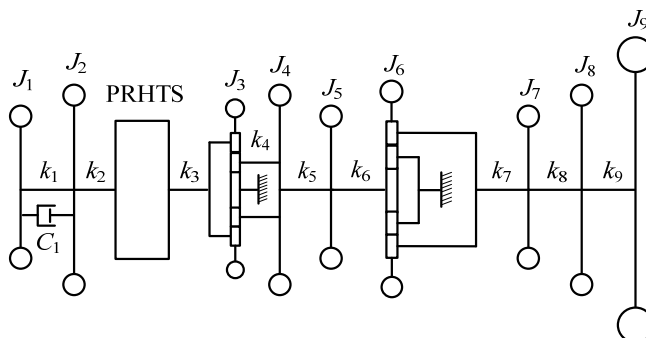 J₉
J₁ J₂ PRHTS J₃ J₄ J₅ J₆ J₇ J₈
k₁ k₂ k₃ k₄ k₅ k₆ k₇ k₈ k₉
C₁